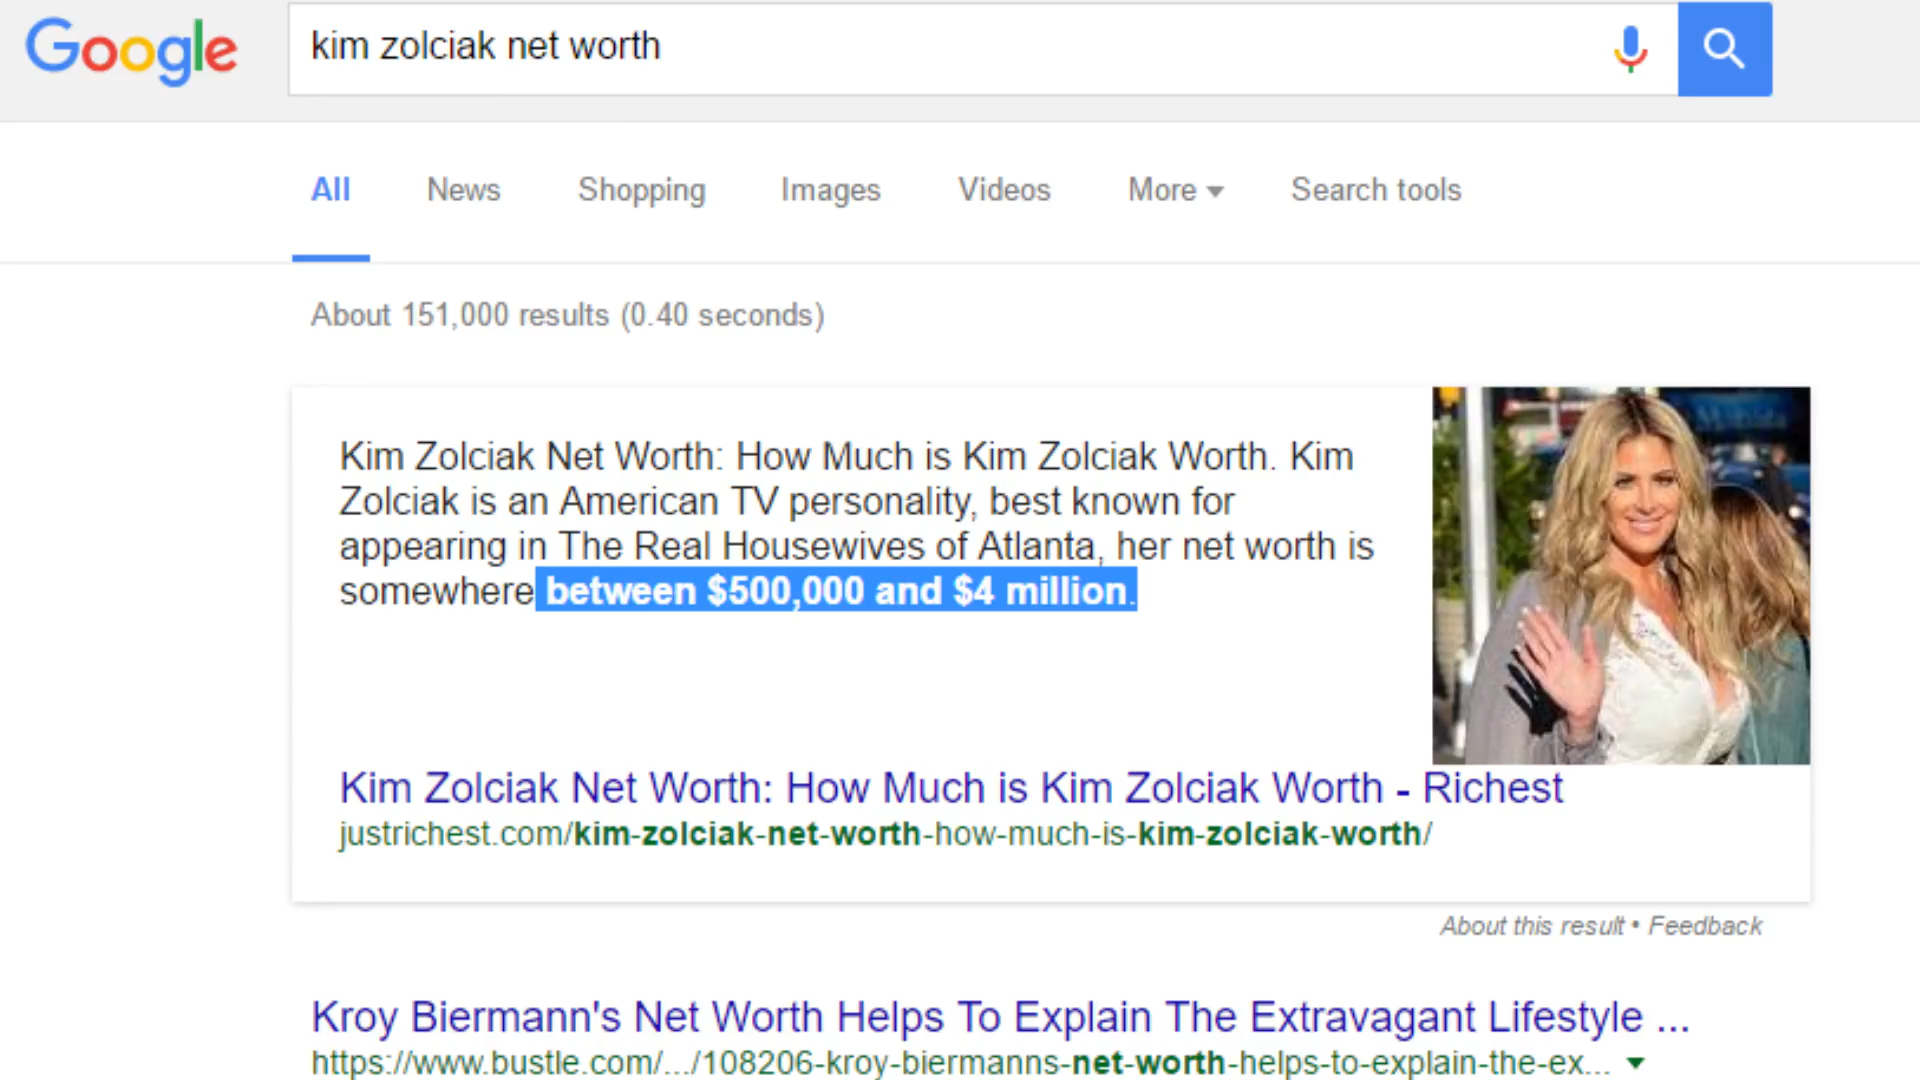 Google
kim zolciak net worth
All News Shopping Images Videos More Search tools
About 151,000 results (0.40 seconds)
Kim Zolciak Net Worth: How Much is Kim Zolciak Worth. Kim
Zolciak is an American TV personality, best known for
appearing in The Real Housewives of Atlanta, her net worth is
somewhere between $500,000 and $4 million.
Kim Zolciak Net Worth: How Much is Kim Zolciak Worth - Richest
justrichest.com/kim-zolciak-net-worth-how-much-is-kim-zolciak-worth/
About this result • Feedback
Kroy Biermann's Net Worth Helps To Explain The Extravagant Lifestyle ...
https://www.bustle.com/.../108206-kroy-biermanns-net-worth-helps-to-explain-the-ex...